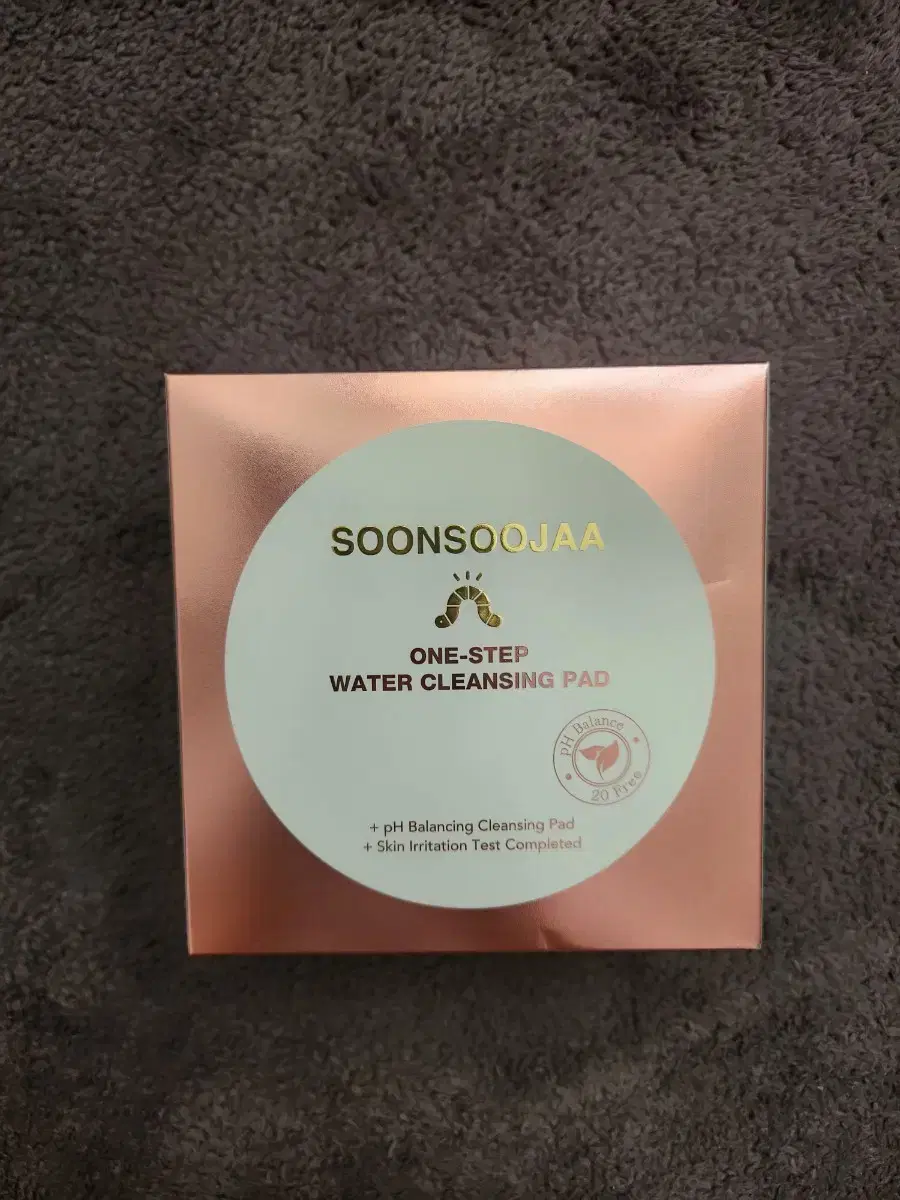 SOONSOOJAA
ONE-STEP
WATER CLEANSING PAD
pH Balance
20 Free
+ pH Balancing Cleansing Pad
+ Skin Irritation Test Completed